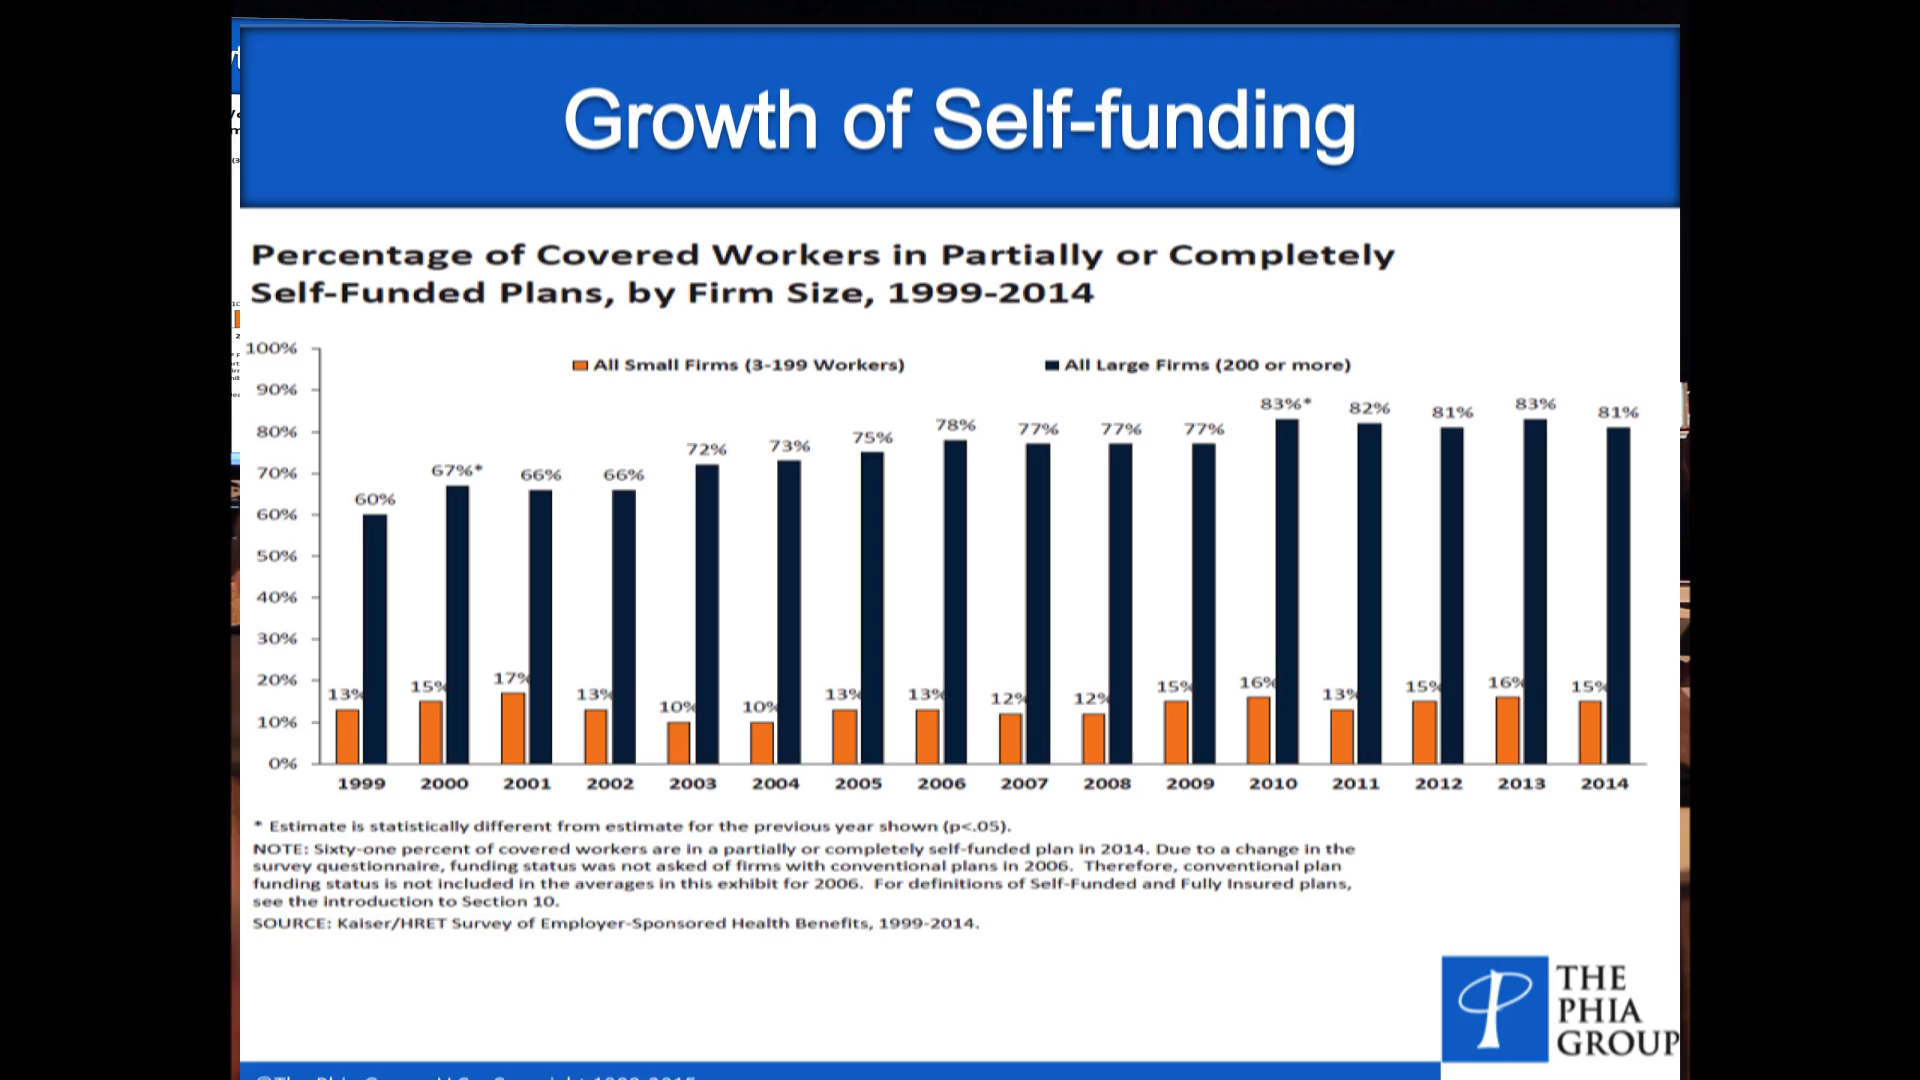 Growth of Self-funding
Percentage of Covered Workers in Partially or Completely
Self-Funded Plans, by Firm Size, 1999-2014
All Small Firms (3-199 Workers) All Large Firms (200 or more)
100%
90%
80%
70%
60%
50%
40%
30%
20%
10%
0%
60% 67%* 66% 66% 72% 73% 75% 78% 77% 77% 77% 83%* 82% 81% 83% 81%
13% 15% 17% 13% 10% 10% 13% 13% 12% 12% 15% 16% 13% 15% 16% 15%
1999 2000 2001 2002 2003 2004 2005 2006 2007 2008 2009 2010 2011 2012 2013 2014
* Estimate is statistically different from estimate for the previous year shown (p<.05).
NOTE: Sixty-one percent of covered workers are in a partially or completely self-funded plan in 2014. Due to a change in the
survey questionnaire, funding status was not asked of firms with conventional plans in 2006. Therefore, conventional plan
funding status is not included in the averages in this exhibit for 2006. For definitions of Self-Funded and Fully Insured plans,
see the introduction to Section 10.
SOURCE: Kaiser/HRET Survey of Employer-Sponsored Health Benefits, 1999-2014.
THE
PHIA
GROUP